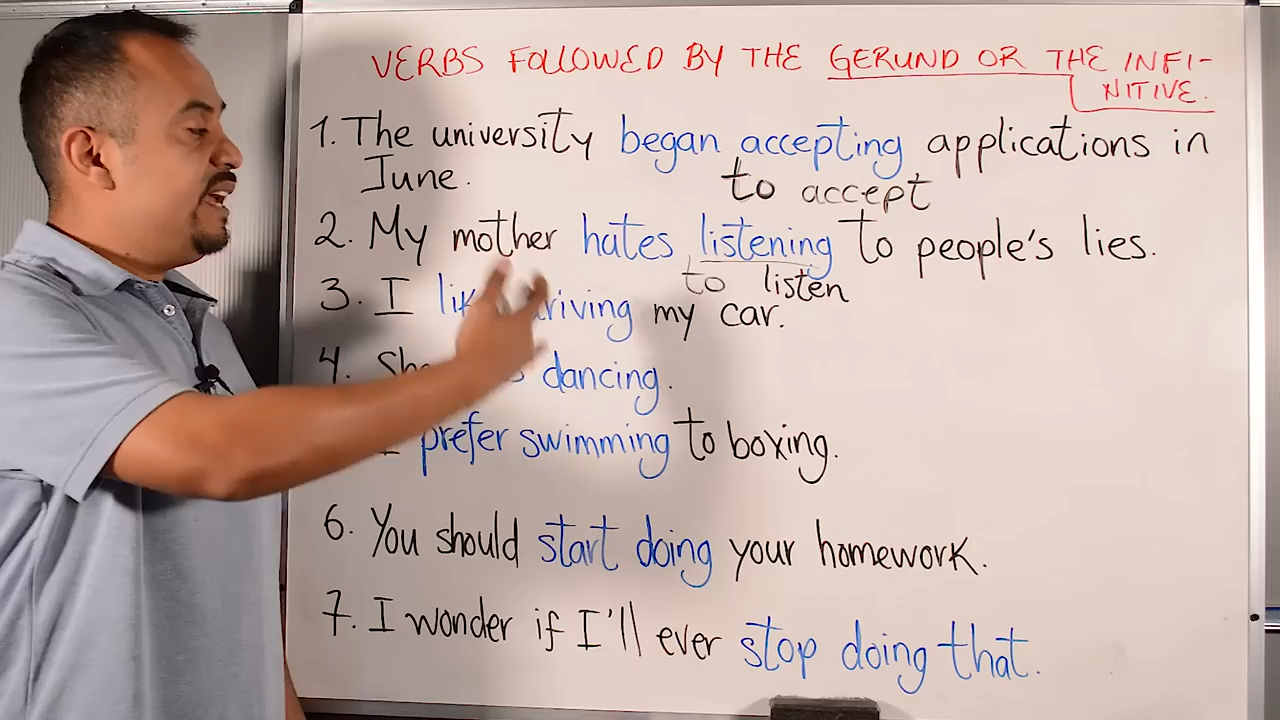 VERBS FOLLOWED BY THE GERUND OR THE INFI-
NITIVE.
1. The university began accepting applications in
June. to accept
2. My mother hates listening to people's lies.
to listen
3. I driving my car.
4. dancing.
prefer swimming to boxing.
6. You should start doing your homework.
7. I wonder if I'll ever stop doing that.